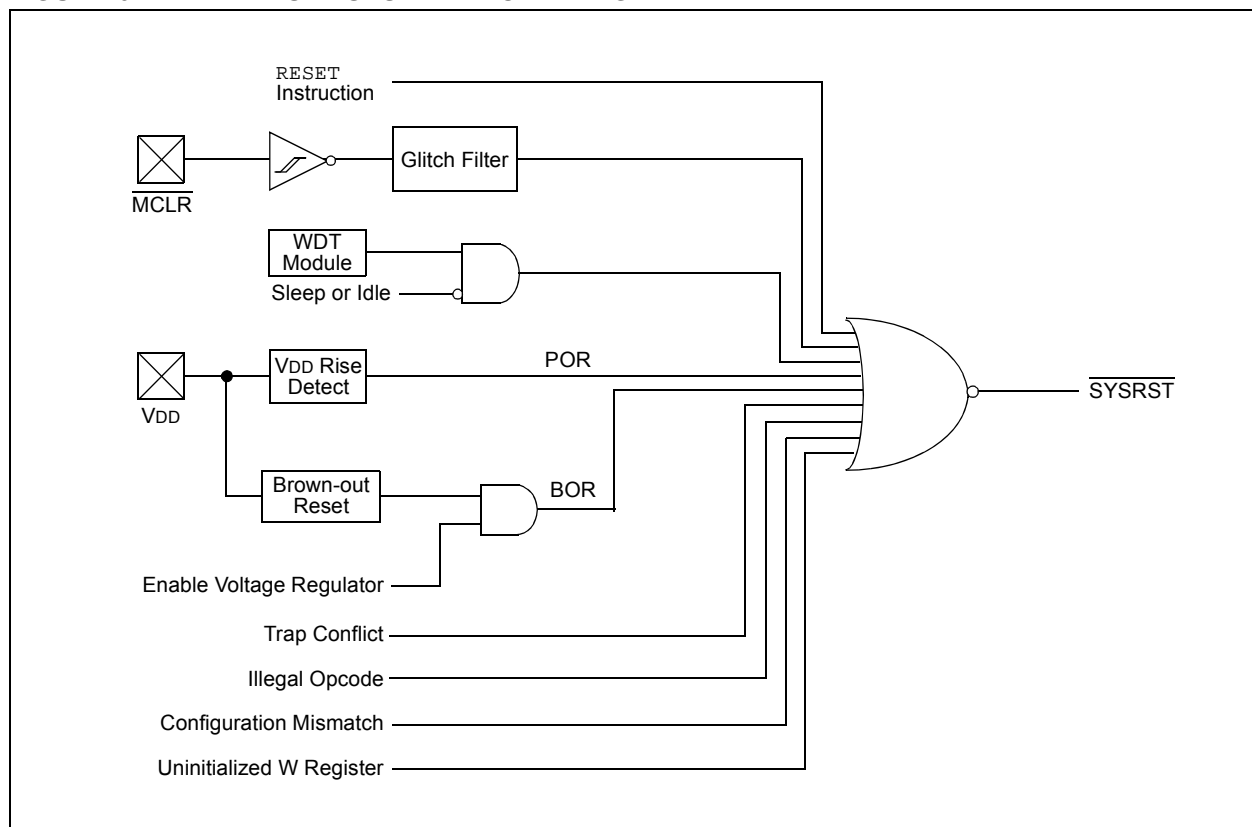 RESET
Instruction
Glitch Filter
MCLR
WDT
Module
Sleep or Idle
VDD Rise
Detect
POR
VDD
SYSRST
Brown-out
Reset
BOR
Enable Voltage Regulator
Trap Conflict
Illegal Opcode
Configuration Mismatch
Uninitialized W Register